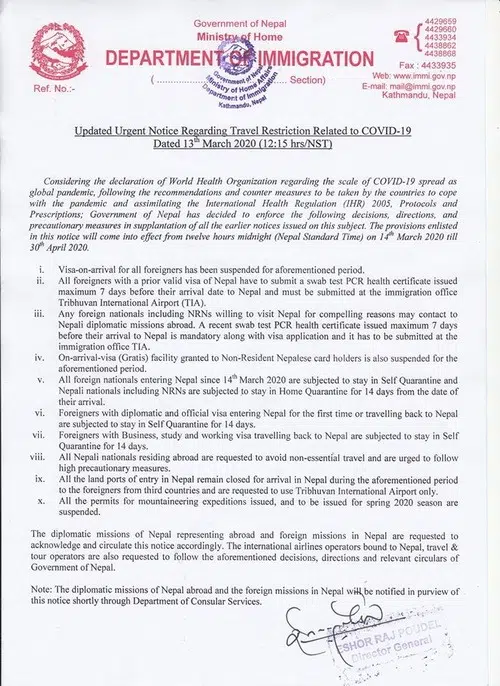 Government of Nepal
Ministry of Home
DEPARTMENT OF IMMIGRATION
( ........................ Section)
Ref. No.:-
4429659
4429660
4433934
4438862
4438868
Fax : 4433935
Web: www.immi.gov.np
E-mail: mail@immi.gov.np
Kathmandu, Nepal
Government of Nepal
Ministry of Home Affairs
Department of Immigration
Kathmandu, Nepal
Updated Urgent Notice Regarding Travel Restriction Related to COVID-19
Dated 13th March 2020 (12:15 hrs/NST)
Considering the declaration of World Health Organization regarding the scale of COVID-19 spread as
global pandemic, following the recommendations and counter measures to be taken by the countries to cope
with the pandemic and assimilating the International Health Regulation (IHR) 2005, Protocols and
Prescriptions; Government of Nepal has decided to enforce the following decisions, directions, and
precautionary measures in supplantation of all the earlier notices issued on this subject. The provisions enlisted
in this notice will come into effect from twelve hours midnight (Nepal Standard Time) on 14th March 2020 till
30th April 2020.
i. Visa-on-arrival for all foreigners has been suspended for aforementioned period.
ii. All foreigners with a prior valid visa of Nepal have to submit a swab test PCR health certificate issued
maximum 7 days before their arrival date to Nepal and must be submitted at the immigration office
Tribhuvan International Airport (TIA).
iii. Any foreign nationals including NRNs willing to visit Nepal for compelling reasons may contact to
Nepali diplomatic missions abroad. A recent swab test PCR health certificate issued maximum 7 days
before their arrival to Nepal is mandatory along with visa application and it has to be submitted at the
immigration office TIA.
iv. On-arrival-visa (Gratis) facility granted to Non-Resident Nepalese card holders is also suspended for the
aforementioned period.
v. All foreign nationals entering Nepal since 14th March 2020 are subjected to stay in Self Quarantine and
Nepali nationals including NRNs are subjected to stay in Home Quarantine for 14 days from the date of
their arrival.
vi. Foreigners with diplomatic and official visa entering Nepal for the first time or travelling back to Nepal
are subjected to stay in Self Quarantine for 14 days.
vii. Foreigners with Business, study and working visa travelling back to Nepal are subjected to stay in Self
Quarantine for 14 days.
viii. All Nepali nationals residing abroad are requested to avoid non-essential travel and are urged to follow
high precautionary measures.
ix. All the land ports of entry in Nepal remain closed for arrival in Nepal during the aforementioned period
to the foreigners from third countries and are requested to use Tribhuvan International Airport only.
x. All the permits for mountaineering expeditions issued, and to be issued for spring 2020 season are
suspended.
The diplomatic missions of Nepal representing abroad and foreign missions in Nepal are requested to
acknowledge and circulate this notice accordingly. The international airlines operators bound to Nepal, travel &
tour operators are also requested to follow the aforementioned decisions, directions and relevant circulars of
Government of Nepal.
Note: The diplomatic missions of Nepal abroad and the foreign missions in Nepal will be notified in purview of
this notice shortly through Department of Consular Services.
ESHOR RAJ POUDEL
Director General